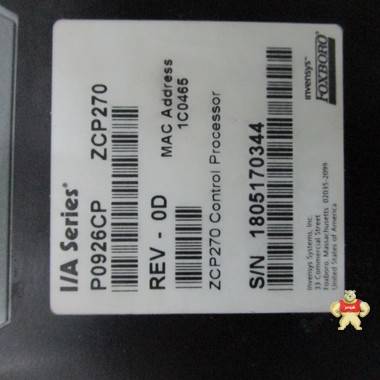 I/A Series®
P0926CP ZCP270
REV - 0D
MAC Address
1C0465
ZCP270 Control Processor
S/N 1805170344
invensys
FOXBORO
Invensys Systems, Inc.
33 Commercial Street
Foxboro, Massachusetts 02035-2099
United States of America